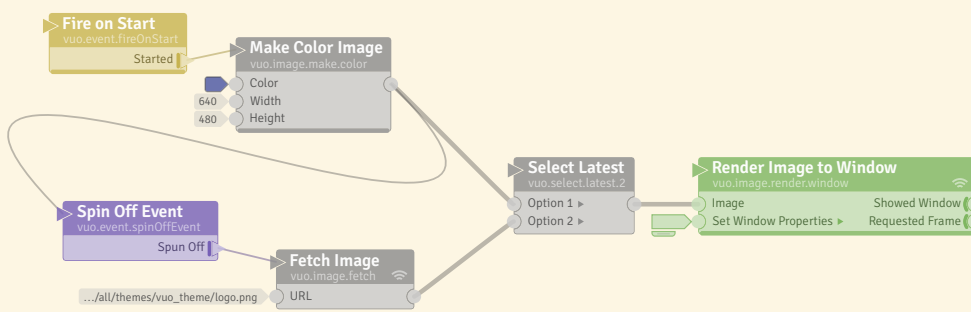 Fire on Start
vuo.event.fireOnStart
Started
Make Color Image
vuo.image.make.color
Color
640 Width
480 Height
Select Latest
vuo.select.latest.2
Option 1
Option 2
Render Image to Window
vuo.image.render.window
Image Showed Window
Set Window Properties Requested Frame
Spin Off Event
vuo.event.spinOffEvent
Spun Off
Fetch Image
vuo.image.fetch
.../all/themes/vuo_theme/logo.png URL